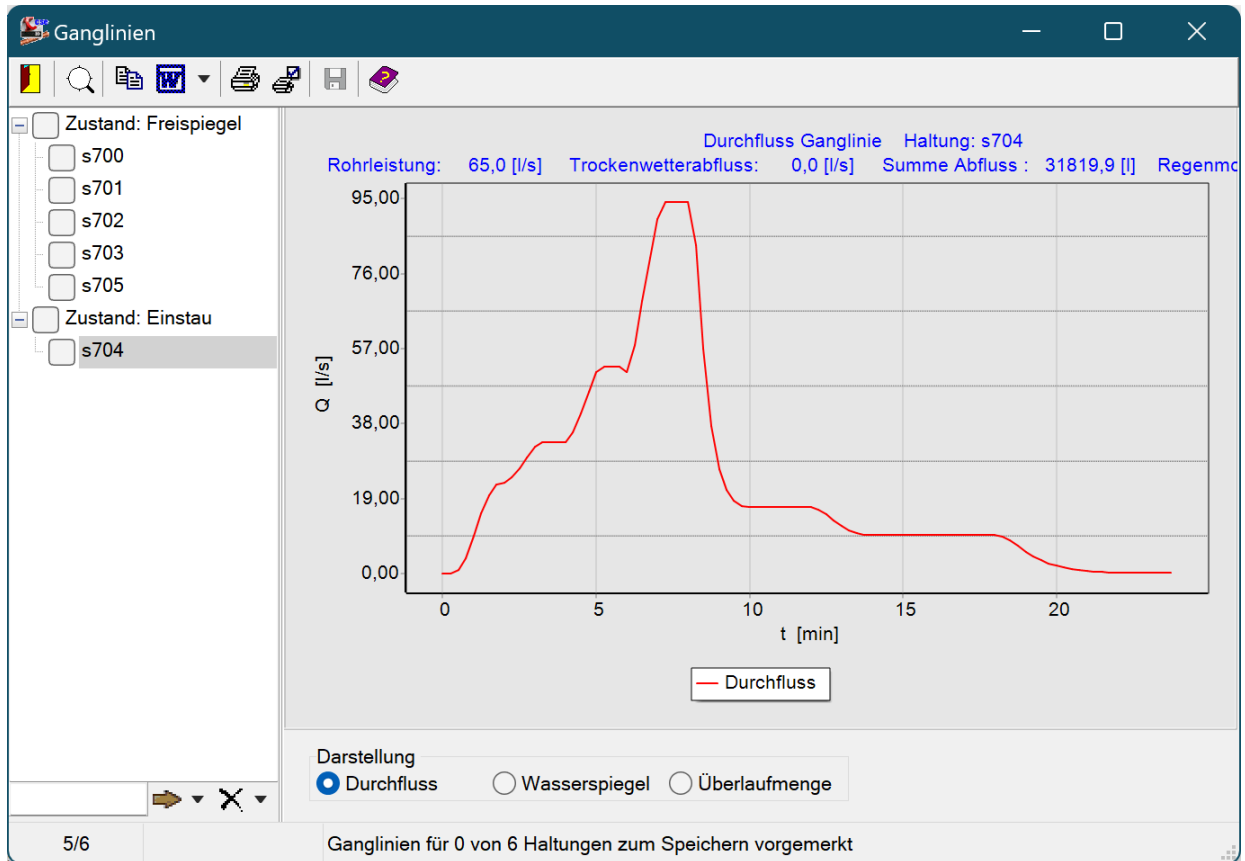 Ganglinien
Zustand: Freispiegel
s700
s701
s702
s703
s705
Zustand: Einstau
s704
Durchfluss Ganglinie Haltung: s704
Rohrleistung: 65,0 [l/s] Trockenwetterabfluss: 0,0 [l/s] Summe Abfluss : 31819,9 [l] Regenmo
95,00
76,00
57,00
38,00
19,00
0,00
Q [l/s]
0 5 10 15 20
t [min]
Durchfluss
Darstellung
Durchfluss Wasserspiegel Überlaufmenge
5/6 Ganglinien für 0 von 6 Haltungen zum Speichern vorgemerkt